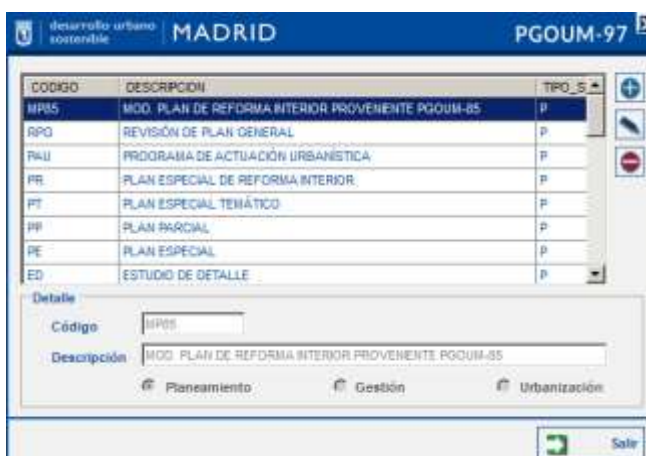 desarrollo urbano
sostenible
MADRID
PGOUM-97
CODIGO DESCRIPCION TIPO_S
MP85 MOD. PLAN DE REFORMA INTERIOR PROVENIENTE PGOUM-85 P
RPG REVISIÓN DE PLAN GENERAL P
PAU PROGRAMA DE ACTUACIÓN URBANÍSTICA P
PR PLAN ESPECIAL DE REFORMA INTERIOR P
PT PLAN ESPECIAL TEMÁTICO P
PP PLAN PARCIAL P
PE PLAN ESPECIAL P
ED ESTUDIO DE DETALLE P
Detalle
Código MP85
Descripción MOD. PLAN DE REFORMA INTERIOR PROVENIENTE PGOUM-85
Planeamiento Gestión Urbanización
Salir